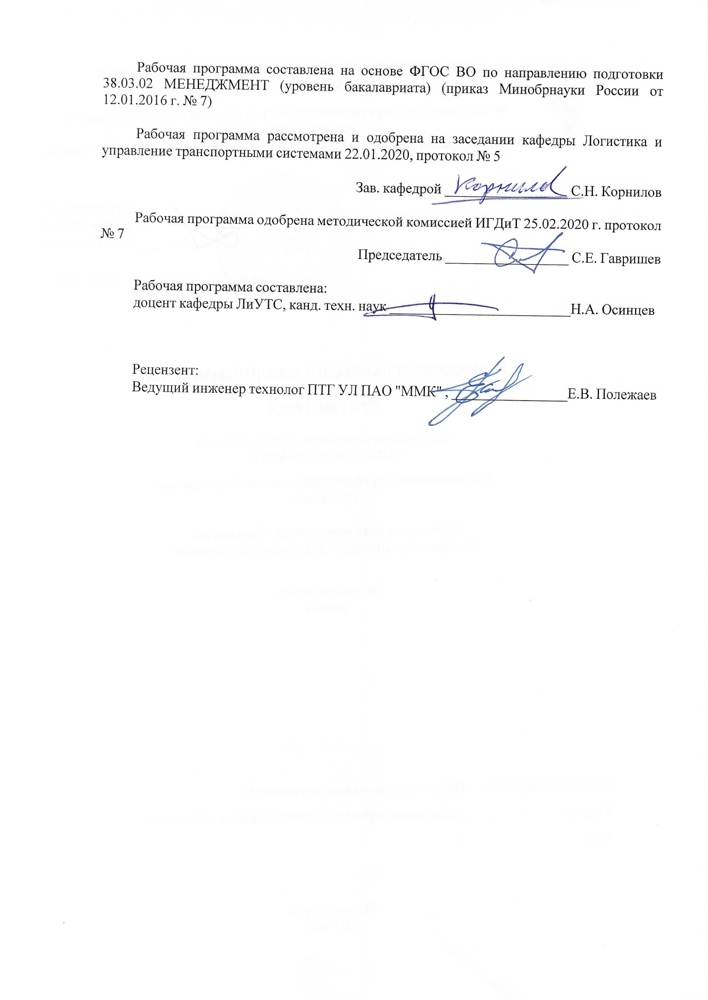 Рабочая программа составлена на основе ФГОС ВО по направлению подготовки
38.03.02 МЕНЕДЖМЕНТ (уровень бакалавриата) (приказ Минобрнауки России от
12.01.2016 г. № 7)
Рабочая программа рассмотрена и одобрена на заседании кафедры Логистика и
управление транспортными системами 22.01.2020, протокол № 5
Зав. кафедрой Корнилов С.Н. Корнилов
Рабочая программа одобрена методической комиссией ИГДиТ 25.02.2020 г. протокол
№ 7
Председатель С.Е. Гавришев
Рабочая программа составлена:
доцент кафедры ЛиУТС, канд. техн. наук Н.А. Осинцев
Рецензент:
Ведущий инженер технолог ПТГ УЛ ПАО "ММК" , Е.В. Полежаев